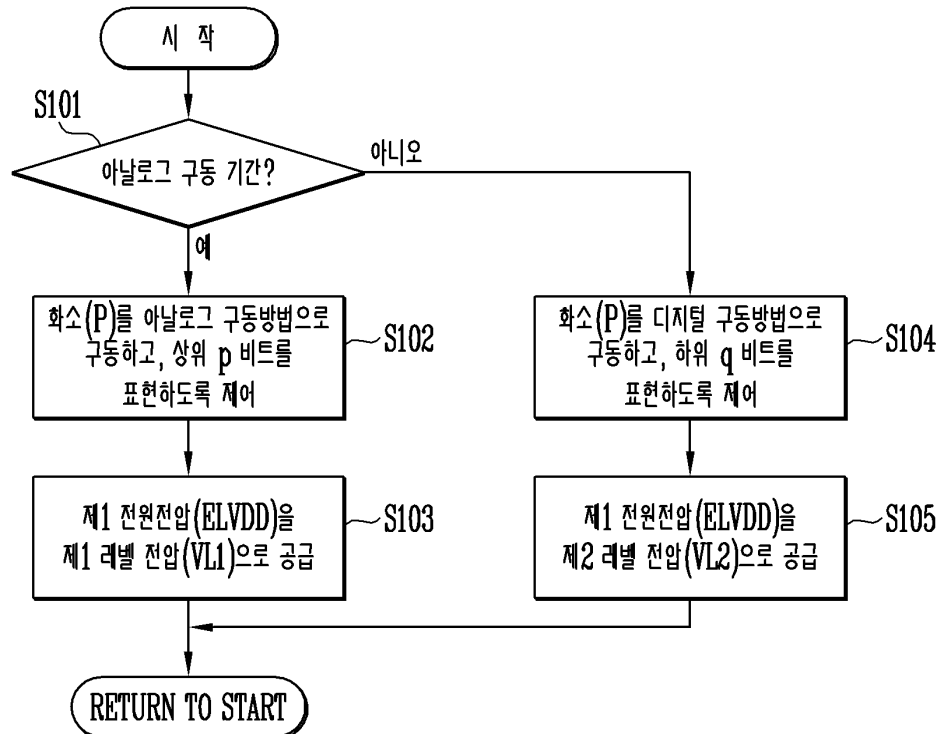 시 작
S101
아날로그 구동 기간?
아니오
예
화소(P)를 아날로그 구동방법으로
구동하고, 상위 p 비트를
표현하도록 제어
S102
화소(P)를 디지털 구동방법으로
구동하고, 하위 q 비트를
표현하도록 제어
S104
제1 전원전압(ELVDD)을
제1 레벨 전압(VL1)으로 공급
S103
제1 전원전압(ELVDD)을
제2 레벨 전압(VL2)으로 공급
S105
RETURN TO START